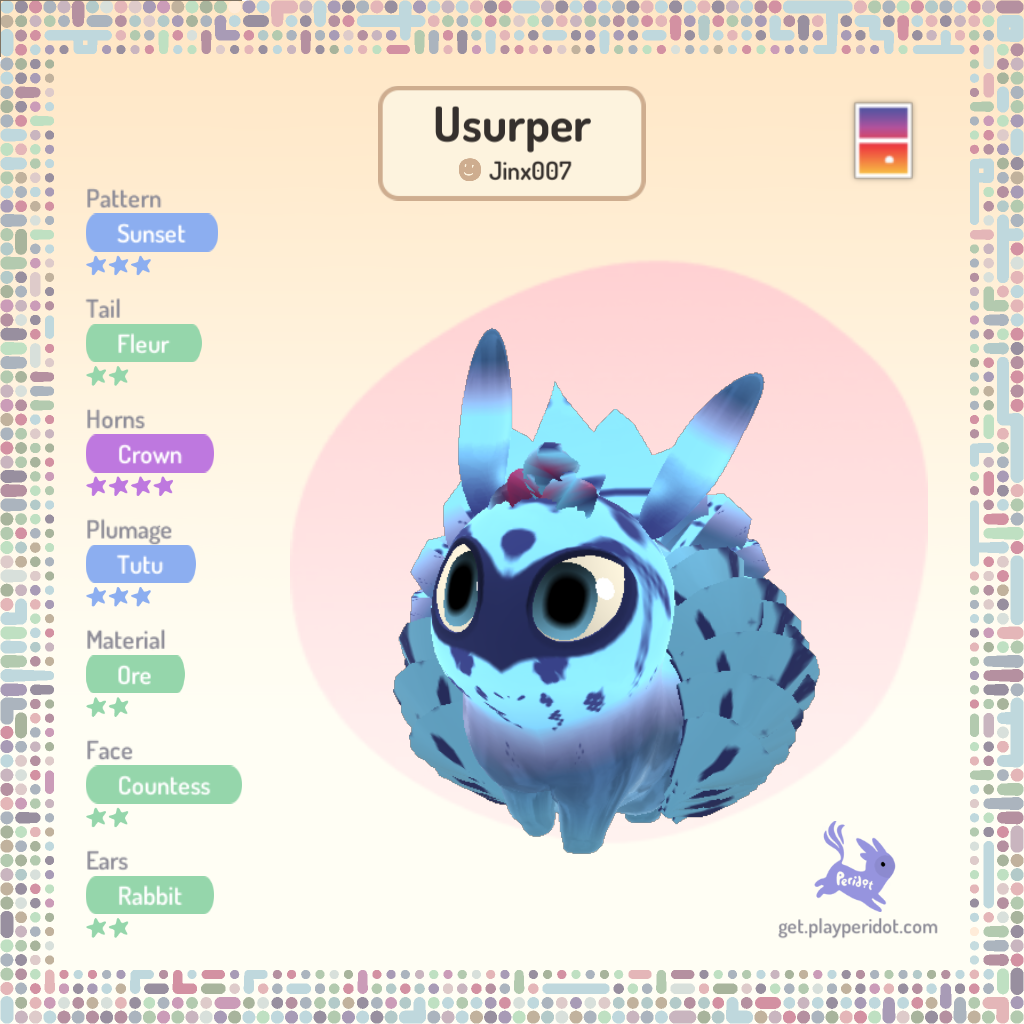 Usurper
Jinx007
Pattern
Sunset
Tail
Fleur
Horns
Crown
Plumage
Tutu
Material
Ore
Face
Countess
Ears
Rabbit
Peridot
get.playperidot.com